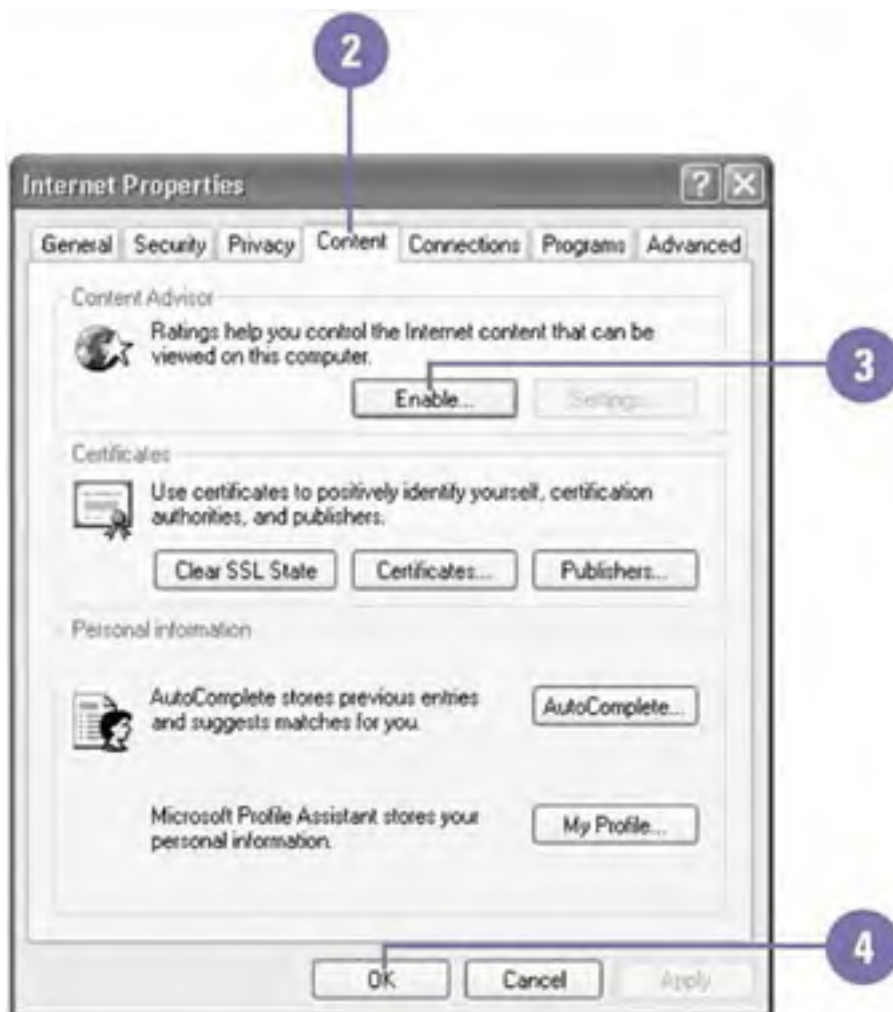 2
Internet Properties
General Security Privacy Content Connections Programs Advanced
Content Advisor
Ratings help you control the Internet content that can be
viewed on this computer.
3
Enable... Settings...
Certificates
Use certificates to positively identify yourself, certification
authorities, and publishers.
Clear SSL State Certificates... Publishers...
Personal information
AutoComplete stores previous entries
and suggests matches for you.
AutoComplete...
Microsoft Profile Assistant stores your
personal information.
My Profile...
4
OK Cancel Apply